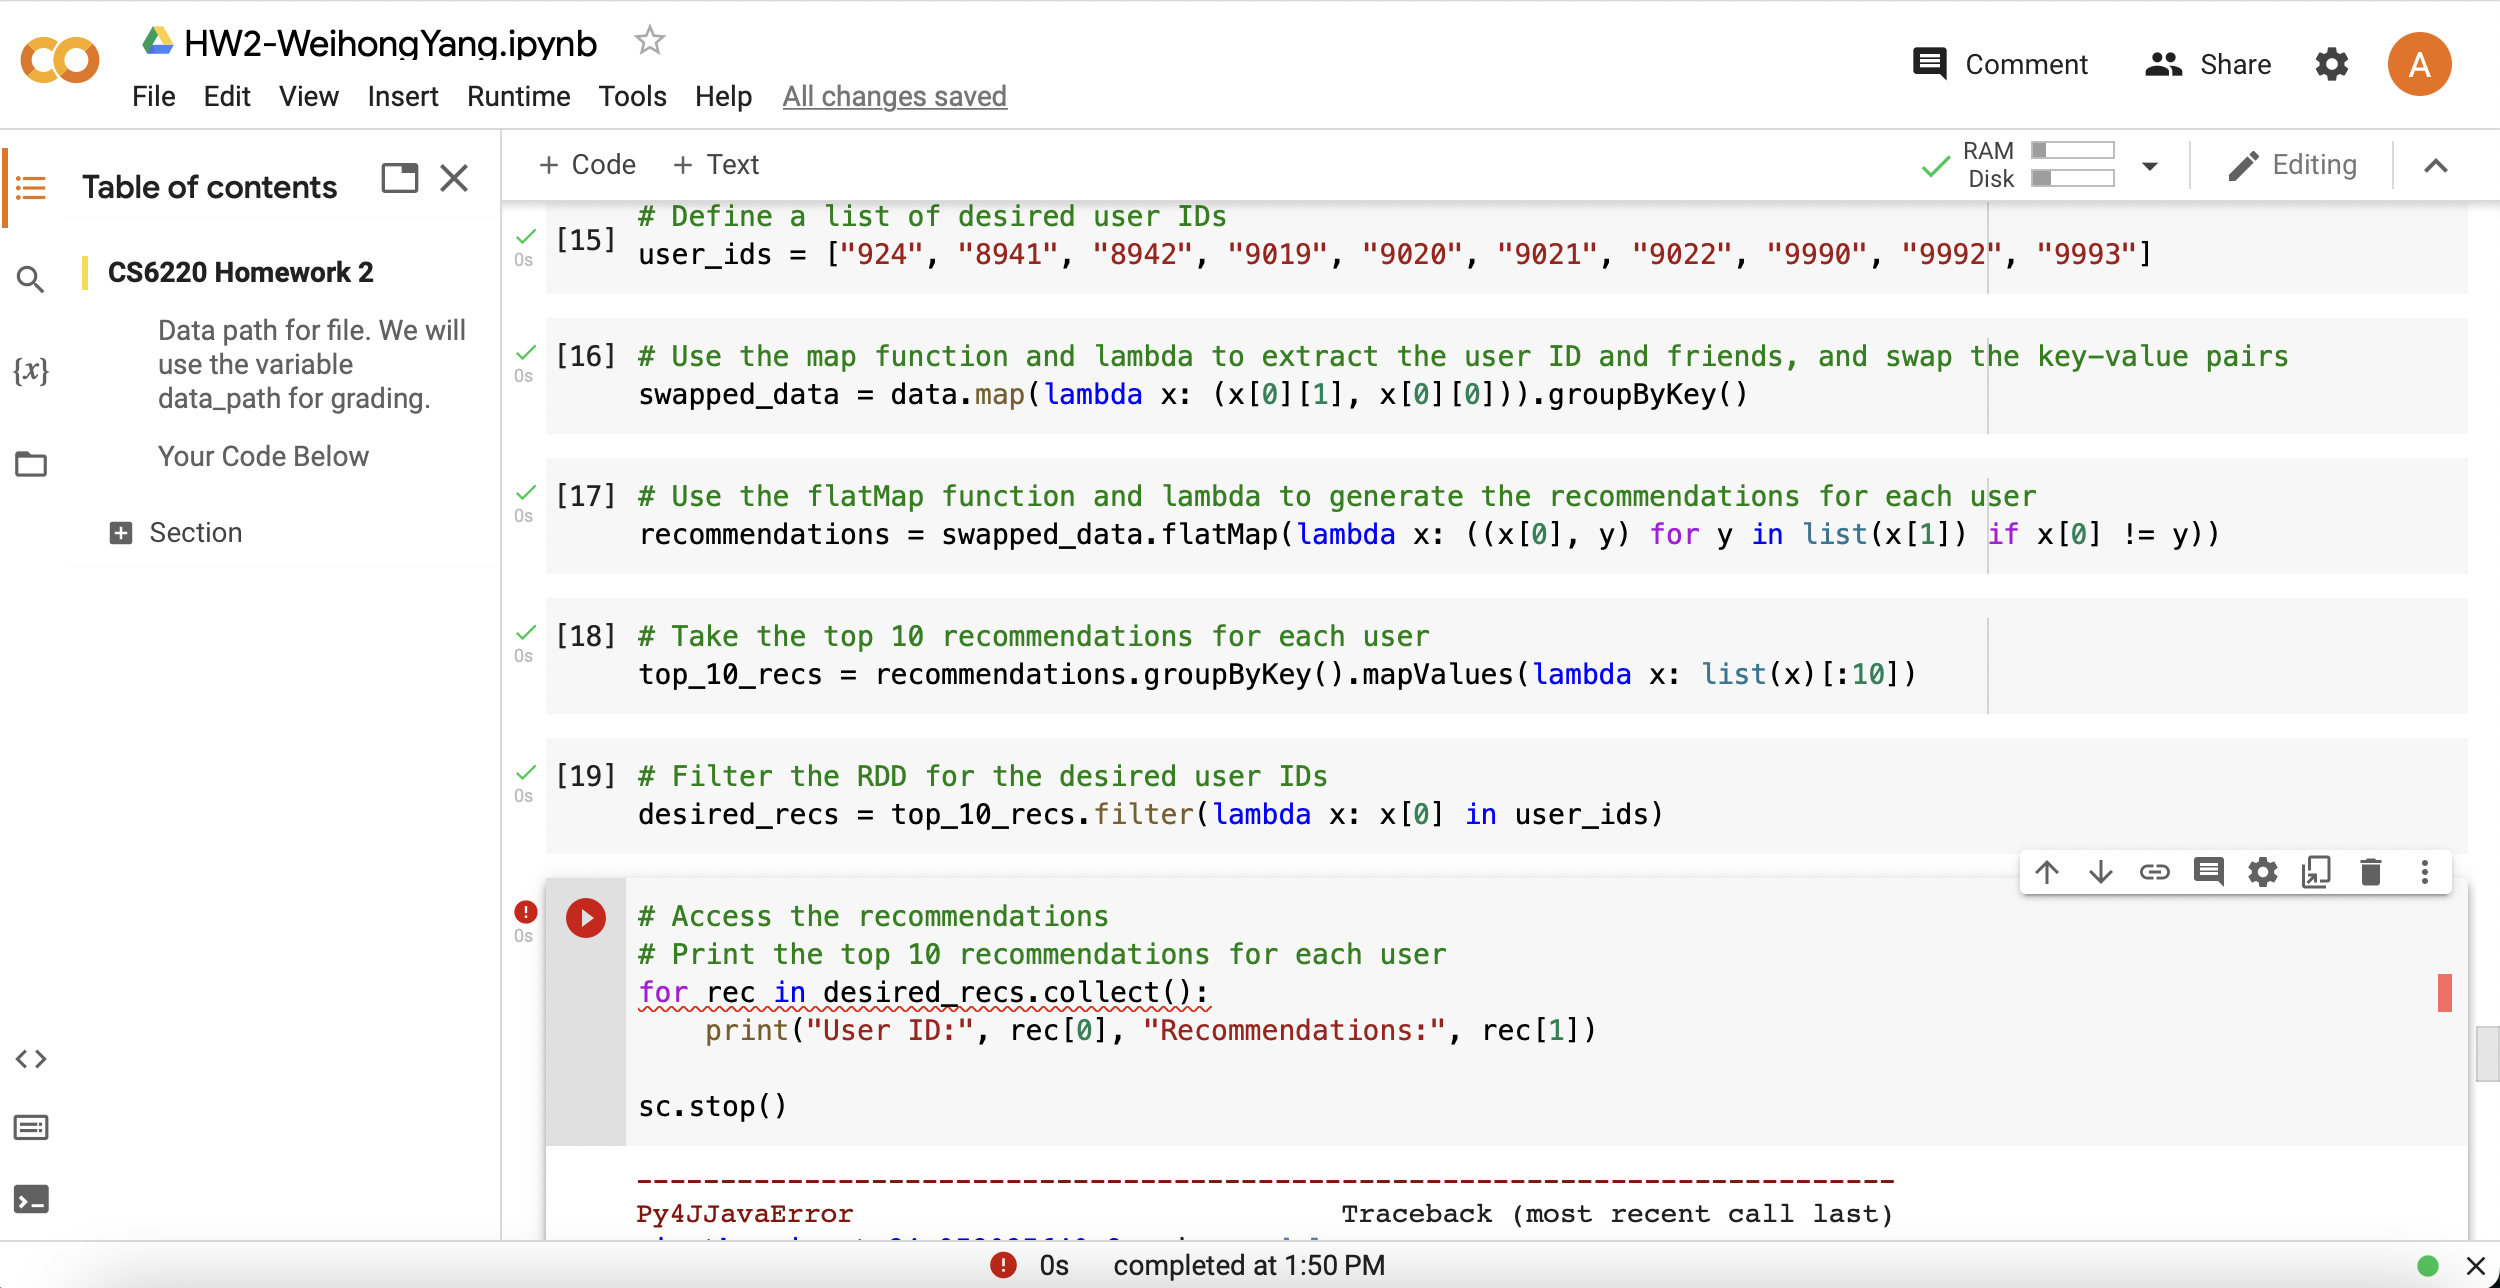 HW2-WeihongYang.ipynb
Comment
Share
A
File Edit View Insert Runtime Tools Help All changes saved
Table of contents
+ Code + Text
RAM
Disk
Editing
CS6220 Homework 2
Data path for file. We will
use the variable
data_path for grading.
Your Code Below
Section
{x}
[15] # Define a list of desired user IDs
0s
user_ids = ["924", "8941", "8942", "9019", "9020", "9021", "9022", "9990", "9992", "9993"]
[16] # Use the map function and lambda to extract the user ID and friends, and swap the key-value pairs
0s
swapped_data = data.map(lambda x: (x[0][1], x[0][0])).groupByKey()
[17] # Use the flatMap function and lambda to generate the recommendations for each user
0s
recommendations = swapped_data.flatMap(lambda x: ((x[0], y) for y in list(x[1]) if x[0] != y))
[18] # Take the top 10 recommendations for each user
0s
top_10_recs = recommendations.groupByKey().mapValues(lambda x: list(x)[:10])
[19] # Filter the RDD for the desired user IDs
0s
desired_recs = top_10_recs.filter(lambda x: x[0] in user_ids)
# Access the recommendations
0s
# Print the top 10 recommendations for each user
for rec in desired_recs.collect():
    print("User ID:", rec[0], "Recommendations:", rec[1])
sc.stop()
---------------------------------------------------------------------------
Py4JJavaError Traceback (most recent call last)
0s completed at 1:50 PM